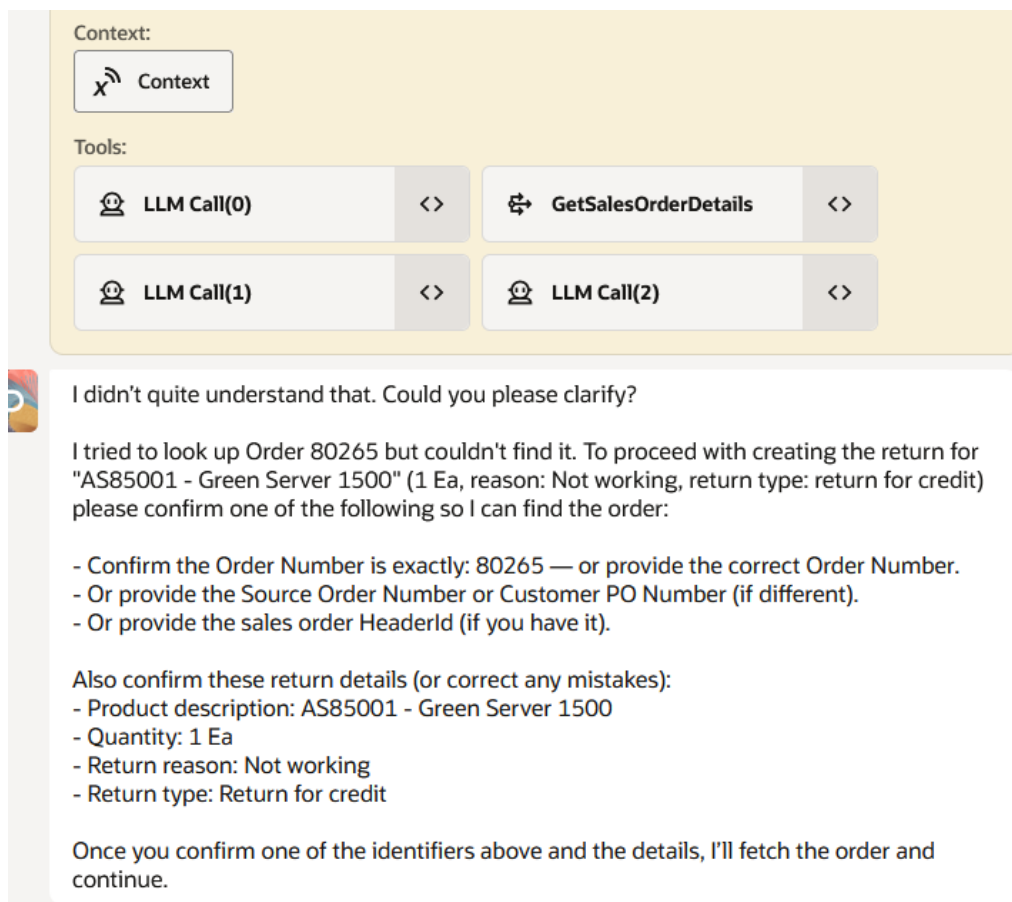 Context:
Context
Tools:
LLM Call(0)
GetSalesOrderDetails
LLM Call(1)
LLM Call(2)
I didn't quite understand that. Could you please clarify?
I tried to look up Order 80265 but couldn't find it. To proceed with creating the return for
"AS85001 - Green Server 1500" (1 Ea, reason: Not working, return type: return for credit)
please confirm one of the following so I can find the order:
- Confirm the Order Number is exactly: 80265 — or provide the correct Order Number.
- Or provide the Source Order Number or Customer PO Number (if different).
- Or provide the sales order HeaderId (if you have it).
Also confirm these return details (or correct any mistakes):
- Product description: AS85001 - Green Server 1500
- Quantity: 1 Ea
- Return reason: Not working
- Return type: Return for credit
Once you confirm one of the identifiers above and the details, I’ll fetch the order and
continue.